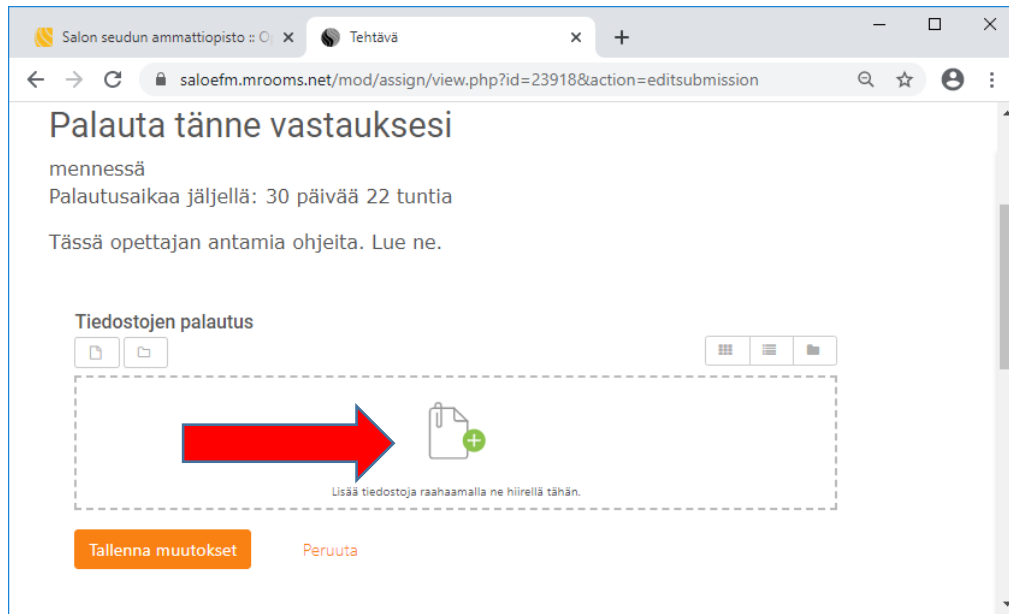 Salon seudun ammattiopisto :: O
Tehtävä
saloefm.mrooms.net/mod/assign/view.php?id=23918&action=editsubmission
Palauta tänne vastauksesi
mennessä
Palautusaikaa jäljellä: 30 päivää 22 tuntia
Tässä opettajan antamia ohjeita. Lue ne.
Tiedostojen palautus
Lisää tiedostoja raahaamalla ne hiirellä tähän.
Tallenna muutokset Peruuta